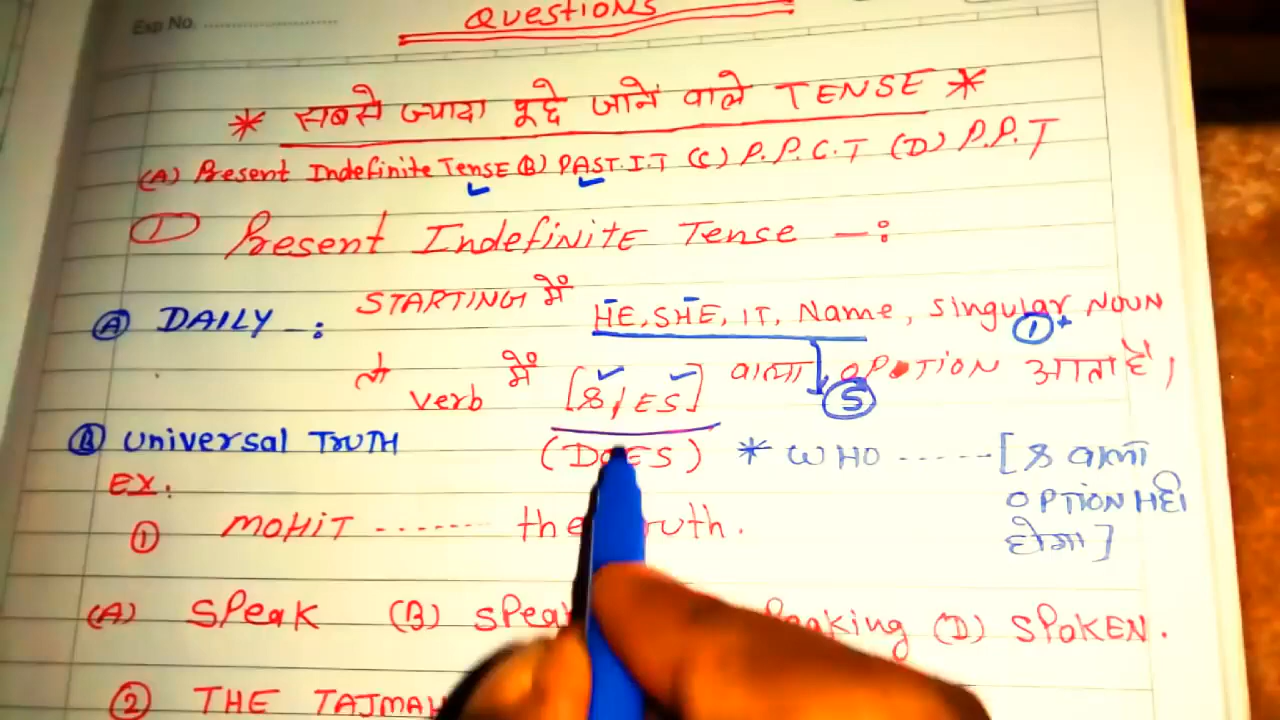 Exp No.
QUESTIONS
* सबसे ज्यादा पूछे जाने वाले TENSE *
(A) Present Indefinite Tense (B) PAST.I.T (C) P.P.C.T (D) P.P.T
① Present Indefinite Tense –:
Ⓐ DAILY –: STARTING में HE, SHE, IT, Name, Singular NOUN
① +
तो verb में [S/ES] वाला OPTION आता है।
Ⓢ
Ⓑ Universal TRUTH (DOES) * WHO ----- [S वाला OPTION सही होगा]
EX:
① MOHIT -------- the truth.
(A) Speak (B) (D) SPOKEN.
② THE